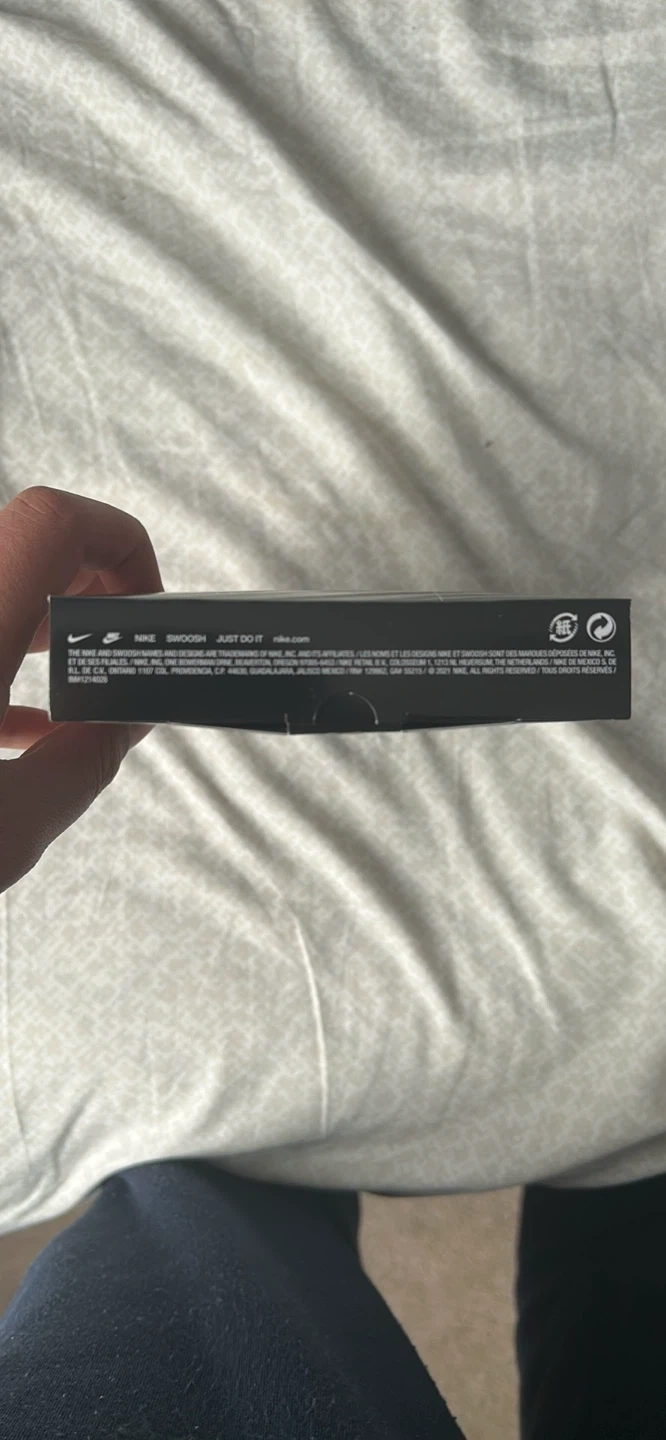 NIKE SWOOSH JUST DO IT nike.com
紙
THE NIKE AND SWOOSH NAMES AND DESIGNS ARE TRADEMARKS OF NIKE, INC. AND ITS AFFILIATES. / LES NOMS ET LES DESIGNS NIKE ET SWOOSH SONT DES MARQUES DÉPOSÉES DE NIKE, INC.
ET DE SES FILIALES. / NIKE, INC. ONE BOWERMAN DRIVE, BEAVERTON, OREGON 97005-6453 / NIKE RETAIL B.V., COLOSSEUM 1, 1213 NL HILVERSUM, THE NETHERLANDS / NIKE DE MEXICO S. DE
R.L. DE C.V., (ONTARIO 1107 COL. PROVIDENCIA, C.P. 44630, GUADALAJARA, JALISCO MEXICO / © 2021 NIKE, ALL RIGHTS RESERVED / TOUS DROITS RÉSERVÉS /